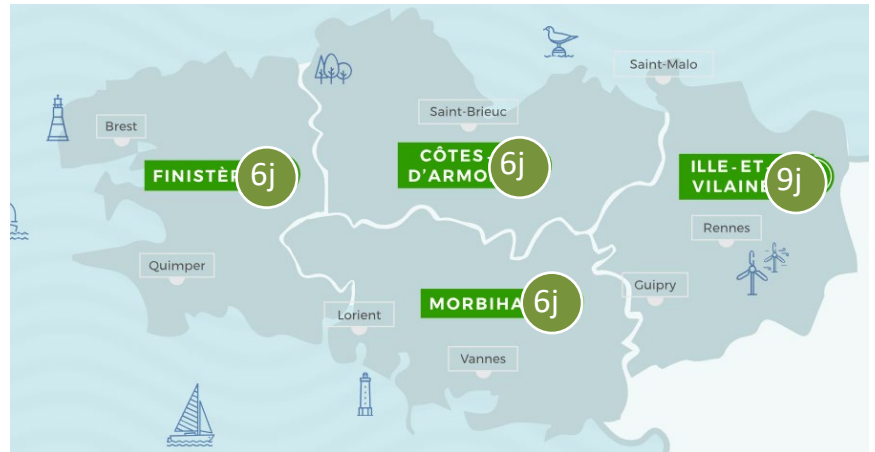 Saint-Malo
Saint-Brieuc
Brest
CÔTES-
D'ARMO
6j
FINISTÈR
6j
ILLE-ET-
VILAINE
9j
Rennes
Quimper
Guipry
MORBIHA
6j
Lorient
Vannes